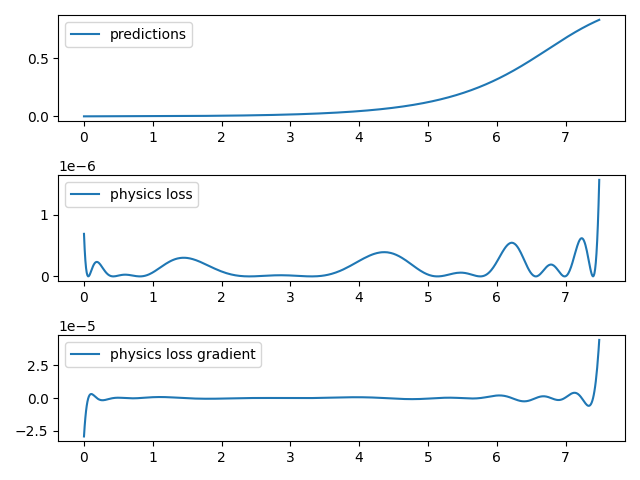 predictions
0.5
0.0
0 1 2 3 4 5 6 7
1e−6
physics loss
1
0
0 1 2 3 4 5 6 7
1e−5
physics loss gradient
2.5
0.0
−2.5
0 1 2 3 4 5 6 7